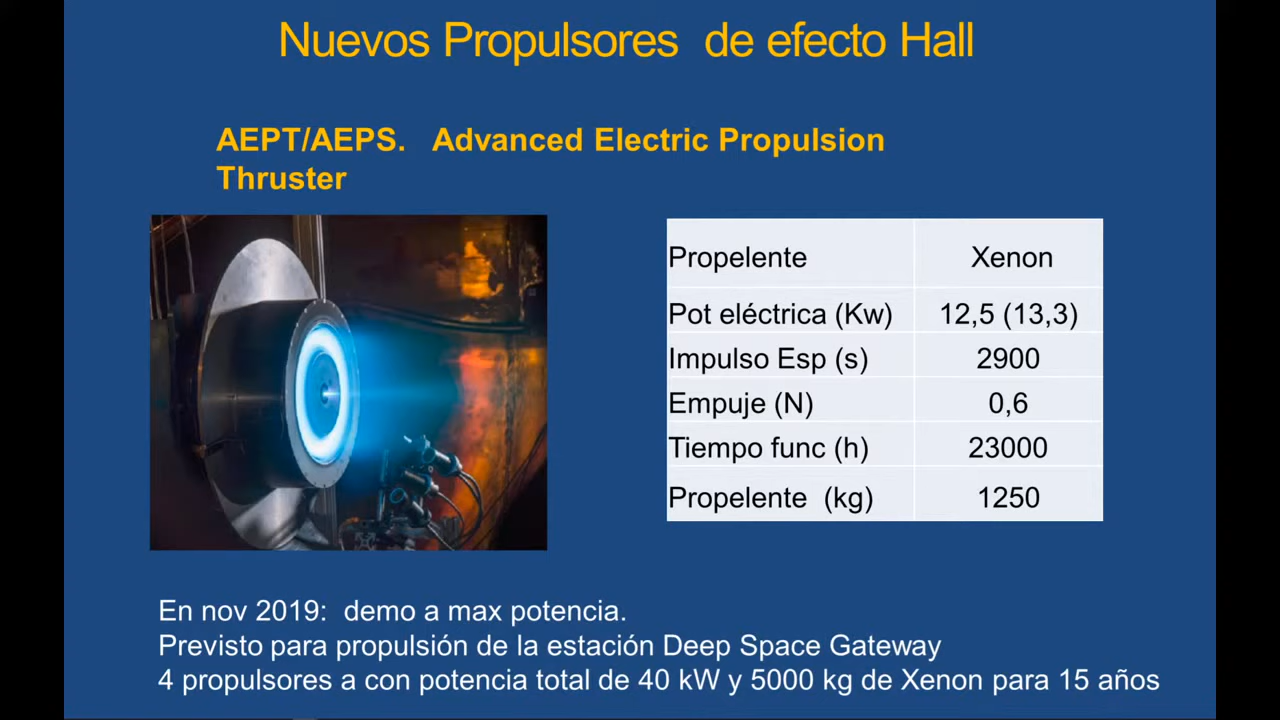 Nuevos Propulsores de efecto Hall
AEPT/AEPS. Advanced Electric Propulsion
Thruster
Propelente Xenon
Pot eléctrica (Kw) 12,5 (13,3)
Impulso Esp (s) 2900
Empuje (N) 0,6
Tiempo func (h) 23000
Propelente (kg) 1250
En nov 2019: demo a max potencia.
Previsto para propulsión de la estación Deep Space Gateway
4 propulsores a con potencia total de 40 kW y 5000 kg de Xenon para 15 años